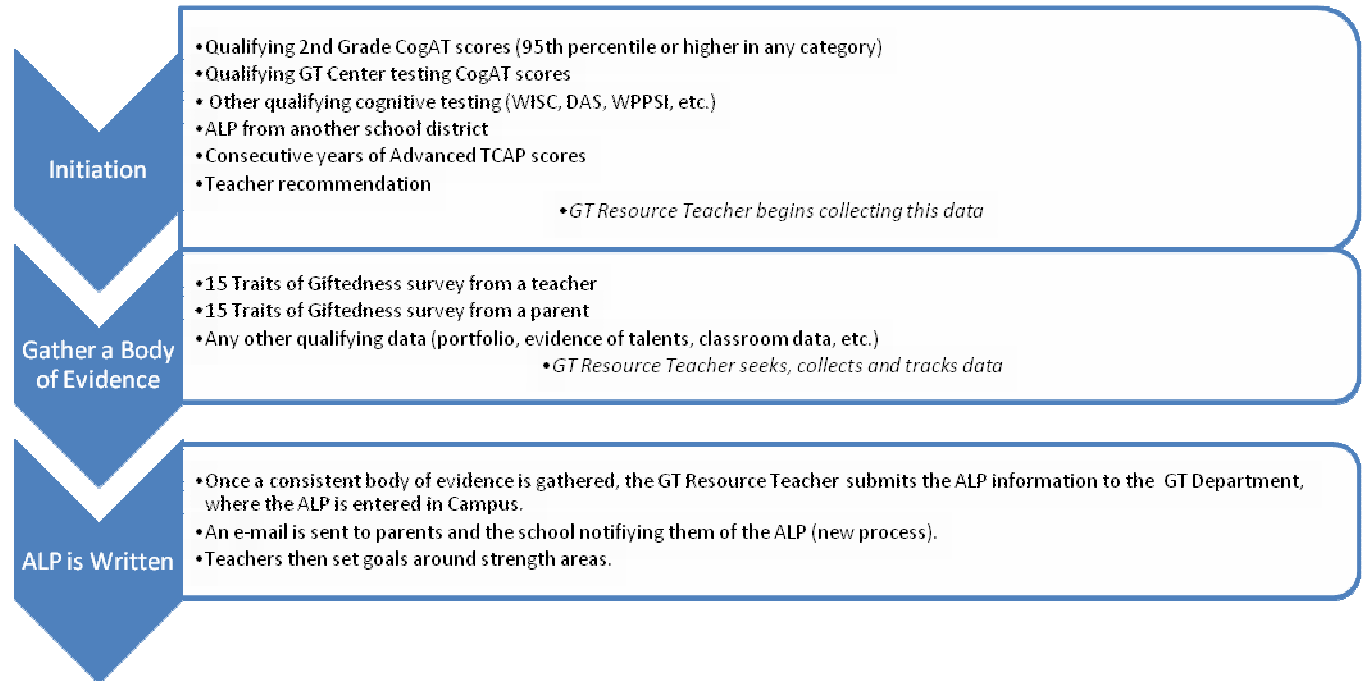 Initiation
•Qualifying 2nd Grade CogAT scores (95th percentile or higher in any category)
•Qualifying GT Center testing CogAT scores
• Other qualifying cognitive testing (WISC, DAS, WPPSI, etc.)
•ALP from another school district
•Consecutive years of Advanced TCAP scores
•Teacher recommendation
•GT Resource Teacher begins collecting this data
Gather a Body
of Evidence
•15 Traits of Giftedness survey from a teacher
•15 Traits of Giftedness survey from a parent
•Any other qualifying data (portfolio, evidence of talents, classroom data, etc.)
•GT Resource Teacher seeks, collects and tracks data
ALP is Written
•Once a consistent body of evidence is gathered, the GT Resource Teacher submits the ALP information to the GT Department,
where the ALP is entered in Campus.
•An e-mail is sent to parents and the school notifiying them of the ALP (new process).
•Teachers then set goals around strength areas.